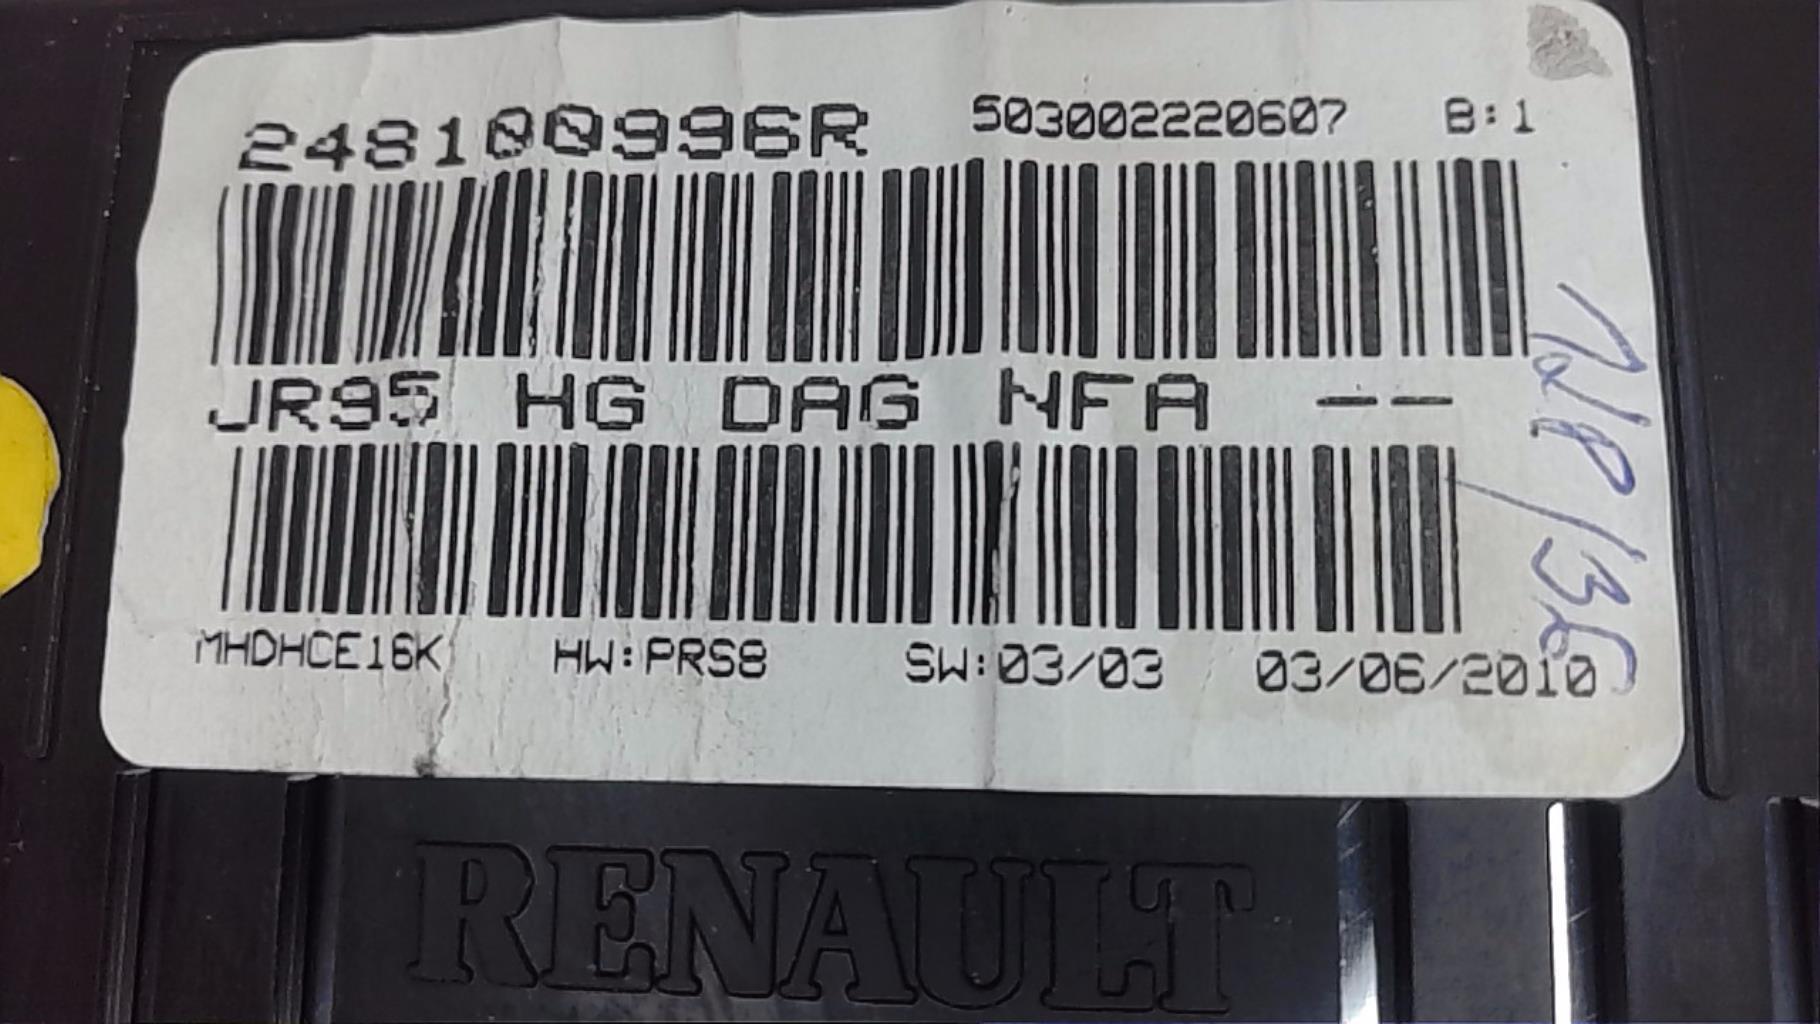 248100996R 503002220607 B:1
JR95 HG DAG NFA --
MHDHCE16K HW:PRS8 SW:03/03 03/06/2010
RENAULT